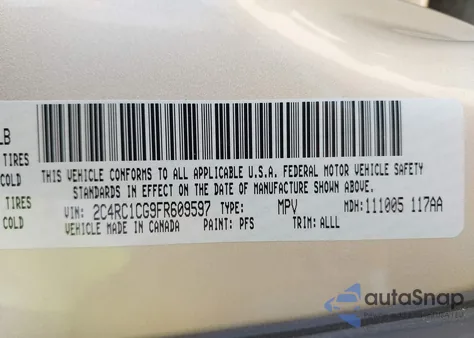 LB
TIRES
COLD
TIRES
COLD
THIS VEHICLE CONFORMS TO ALL APPLICABLE U.S.A. FEDERAL MOTOR VEHICLE SAFETY
STANDARDS IN EFFECT ON THE DATE OF MANUFACTURE SHOWN ABOVE.
VIN: 2C4RC1CG9FR609597 TYPE: MPV MDH: 111005 117AA
VEHICLE MADE IN CANADA PAINT: PFS TRIM: ALLL
autoSnap